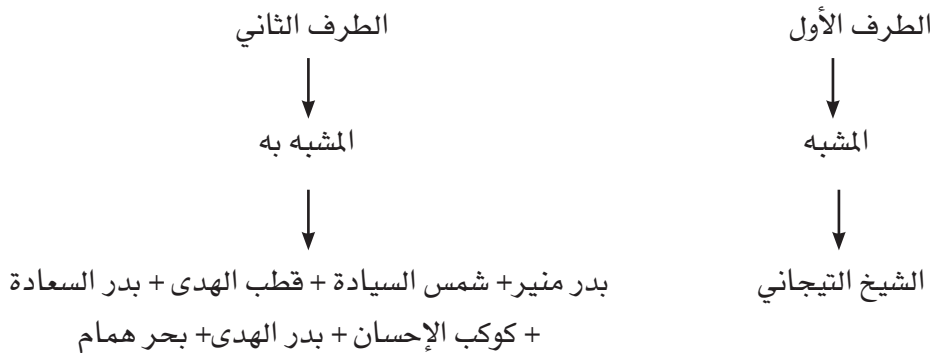 الطرف الأول
الطرف الثاني
المشبه
المشبه به
الشيخ التيجاني
بدر منير+ شمس السيادة + قطب الهدى + بدر السعادة
+ كوكب الإحسان + بدر الهدى+ بحر همام